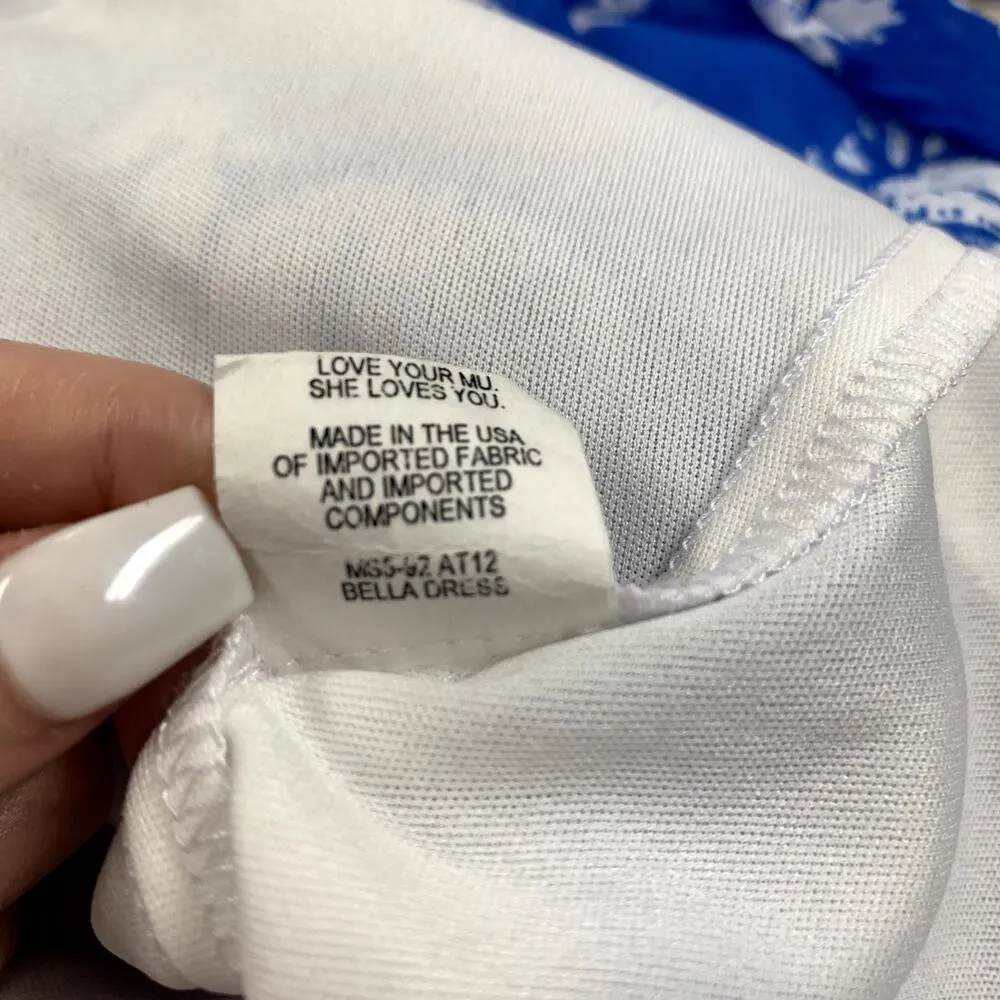 LOVE YOUR MU.
SHE LOVES YOU.
MADE IN THE USA
OF IMPORTED FABRIC
AND IMPORTED
COMPONENTS
MS5-92 AT12
BELLA DRESS